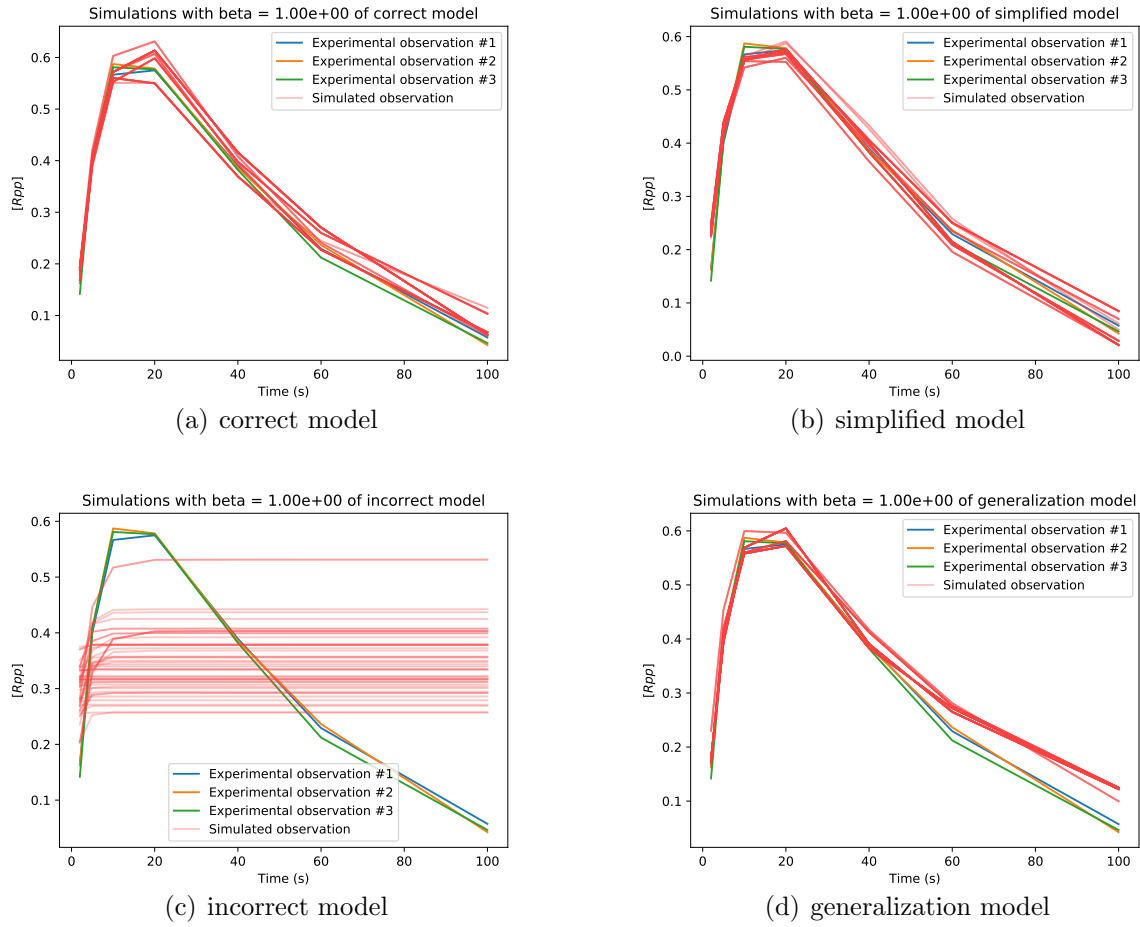 Simulations with beta = 1.00e+00 of correct model
Experimental observation #1
Experimental observation #2
Experimental observation #3
Simulated observation
[Rpp]
0.6
0.5
0.4
0.3
0.2
0.1
0 20 40 60 80 100
Time (s)
(a) correct model
Simulations with beta = 1.00e+00 of simplified model
Experimental observation #1
Experimental observation #2
Experimental observation #3
Simulated observation
[Rpp]
0.6
0.5
0.4
0.3
0.2
0.1
0.0
0 20 40 60 80 100
Time (s)
(b) simplified model
Simulations with beta = 1.00e+00 of incorrect model
[Rpp]
0.6
0.5
0.4
0.3
0.2
0.1
Experimental observation #1
Experimental observation #2
Experimental observation #3
Simulated observation
0 20 40 60 80 100
Time (s)
(c) incorrect model
Simulations with beta = 1.00e+00 of generalization model
Experimental observation #1
Experimental observation #2
Experimental observation #3
Simulated observation
[Rpp]
0.6
0.5
0.4
0.3
0.2
0.1
0 20 40 60 80 100
Time (s)
(d) generalization model